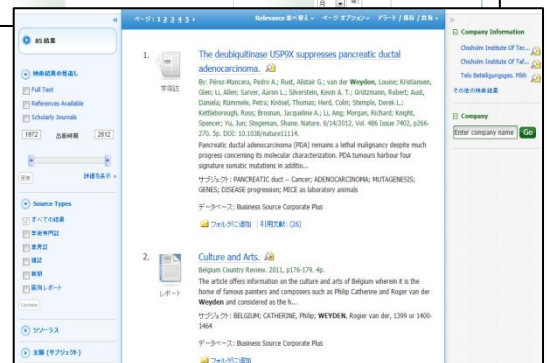 月 年:
«
85 結果
検索結果の見直し
Full Text
References Available
Scholarly Journals
1972 出版時期 2012
更新 詳細を表示 »
Source Types
すべての結果
学術専門誌
業界誌
雑誌
新聞
国別レポート
Update
シソーラス
主題 (サブジェクト)
ページ: 1 2 3 4 5
Relevance 並べ替え ページ オプション アラート / 保存 / 共有
1.
学術誌
The deubiquitinase USP9X suppresses pancreatic ductal
adenocarcinoma.
By: Pérez-Mancera, Pedro A.; Rust, Alistair G.; van der Weyden, Louise; Kristiansen,
Glen; Li, Allen; Sarver, Aaron L.; Silverstein, Kevin A. T.; Grützmann, Robert; Aust,
Daniela; Rümmele, Petra; Knösel, Thomas; Herd, Colin; Stemple, Derek L.;
Kettleborough, Ross; Brosnan, Jacqueline A.; Li, Ang; Morgan, Richard; Knight,
Spencer; Yu, Jun; Stegeman, Shane. Nature. 6/14/2012, Vol. 486 Issue 7402, p266-
270. 5p. DOI: 10.1038/nature11114.
Pancreatic ductal adenocarcinoma (PDA) remains a lethal malignancy despite much
progress concerning its molecular characterization. PDA tumours harbour four
signature somatic mutations in additio...
サブジェクト: PANCREATIC duct -- Cancer; ADENOCARCINOMA; MUTAGENESIS;
GENES; DISEASE progression; MICE as laboratory animals
データベース: Business Source Corporate Plus
フォルダに追加 引用文献: (26)
2.
レポート
Culture and Arts.
Belgium Country Review. 2011, p176-179. 4p.
The article offers information on the culture and arts of Belgium wherein it is the
home of famous painters and composers such as Philip Catherine and Roger van der
Weyden and considered as the h...
サブジェクト: BELGIUM; CATHERINE, Philip; WEYDEN, Rogier van der, 1399 or 1400-
1464
データベース: Business Source Corporate Plus
フォルダに追加
»
Company Information
Chisholm Institute Of Tec...
Chisholm Institute Of Taf...
Telo Beteiligungsges. Mbh
その他の検索結果
Company
Enter company name Go